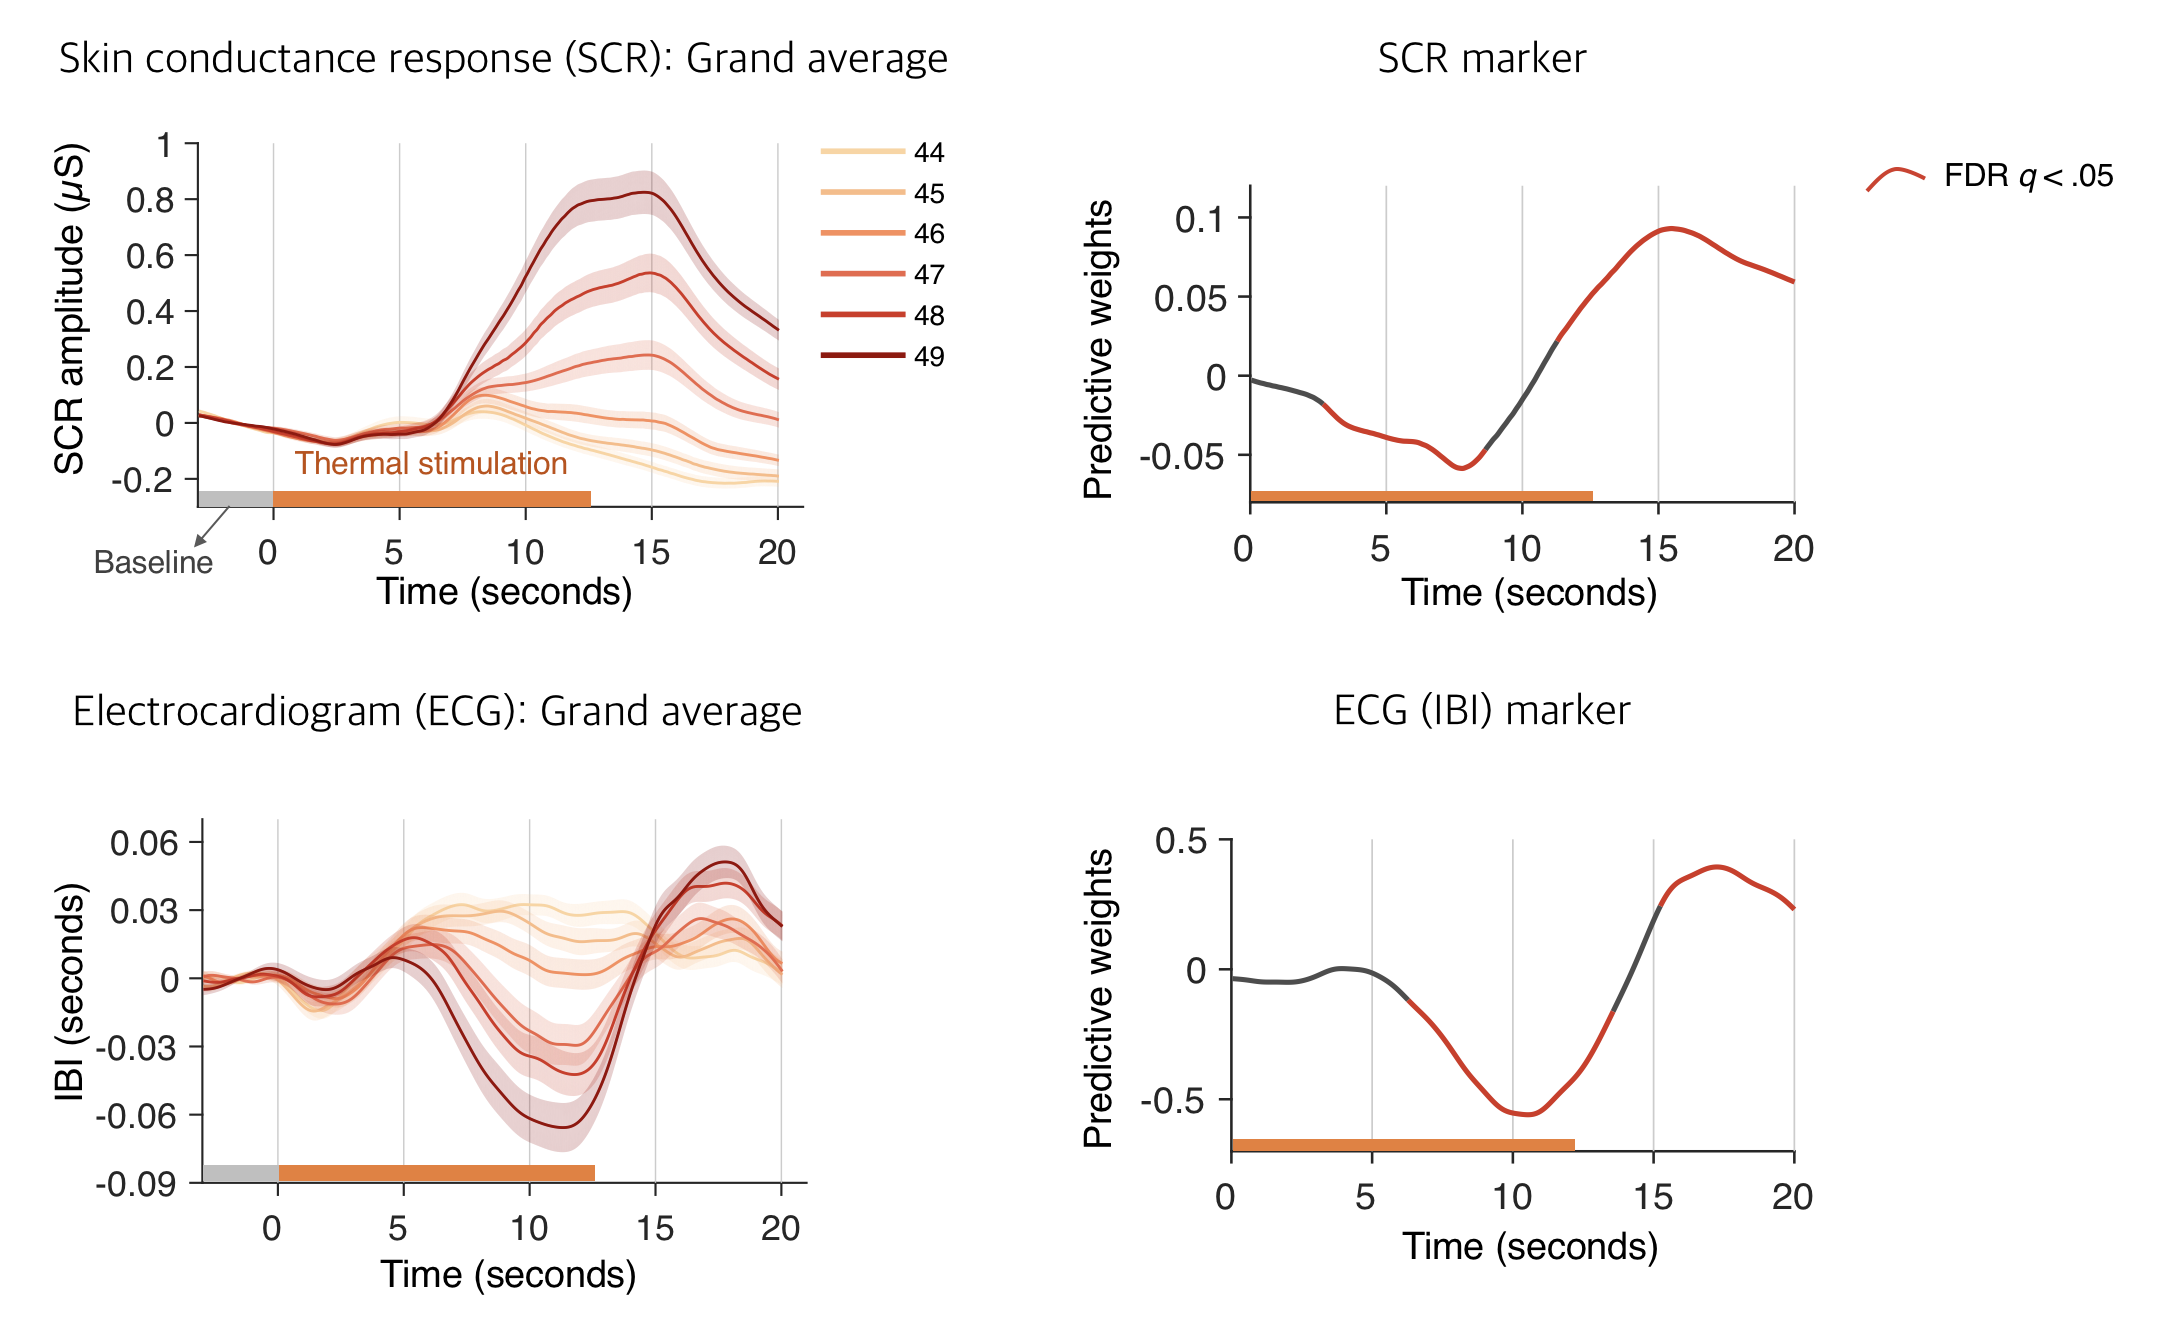 Skin conductance response (SCR): Grand average
SCR amplitude (μS)
1
0.8
0.6
0.4
0.2
0
-0.2
44
45
46
47
48
49
Thermal stimulation
Baseline
0 5 10 15 20
Time (seconds)
SCR marker
FDR q < .05
Predictive weights
0.1
0.05
0
-0.05
0 5 10 15 20
Time (seconds)
Electrocardiogram (ECG): Grand average
IBI (seconds)
0.06
0.03
0
-0.03
-0.06
-0.09
0 5 10 15 20
Time (seconds)
ECG (IBI) marker
Predictive weights
0.5
0
-0.5
0 5 10 15 20
Time (seconds)